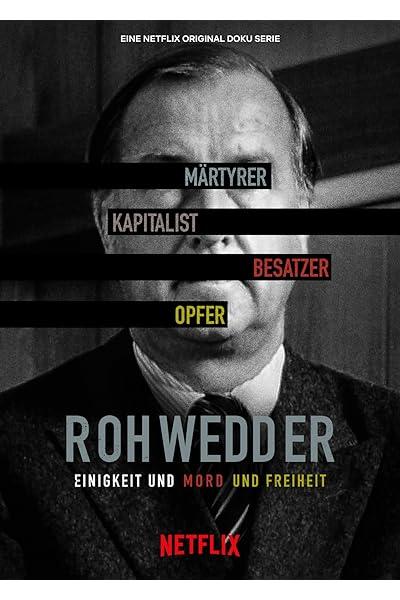 EINE NETFLIX ORIGINAL DOKU SERIE
MÄRTYRER
KAPITALIST
BESATZER
OPFER
ROHWEDDER
EINIGKEIT UND MORD UND FREIHEIT
NETFLIX